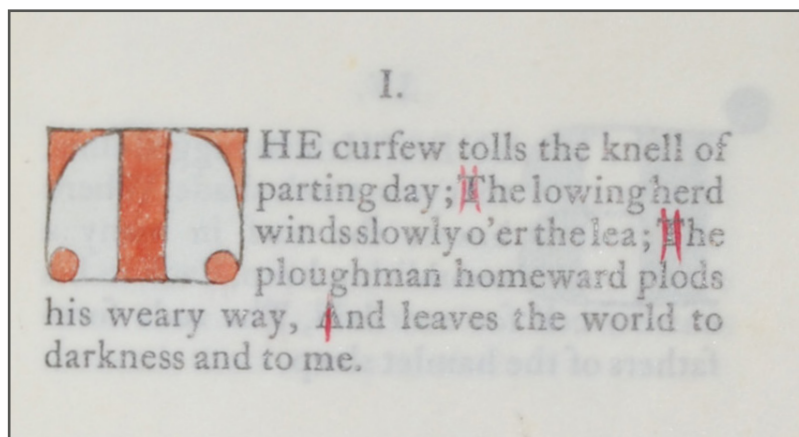 I.
THE curfew tolls the knell of
parting day; The lowing herd
winds slowly o'er the lea; The
ploughman homeward plods
his weary way, And leaves the world to
darkness and to me.